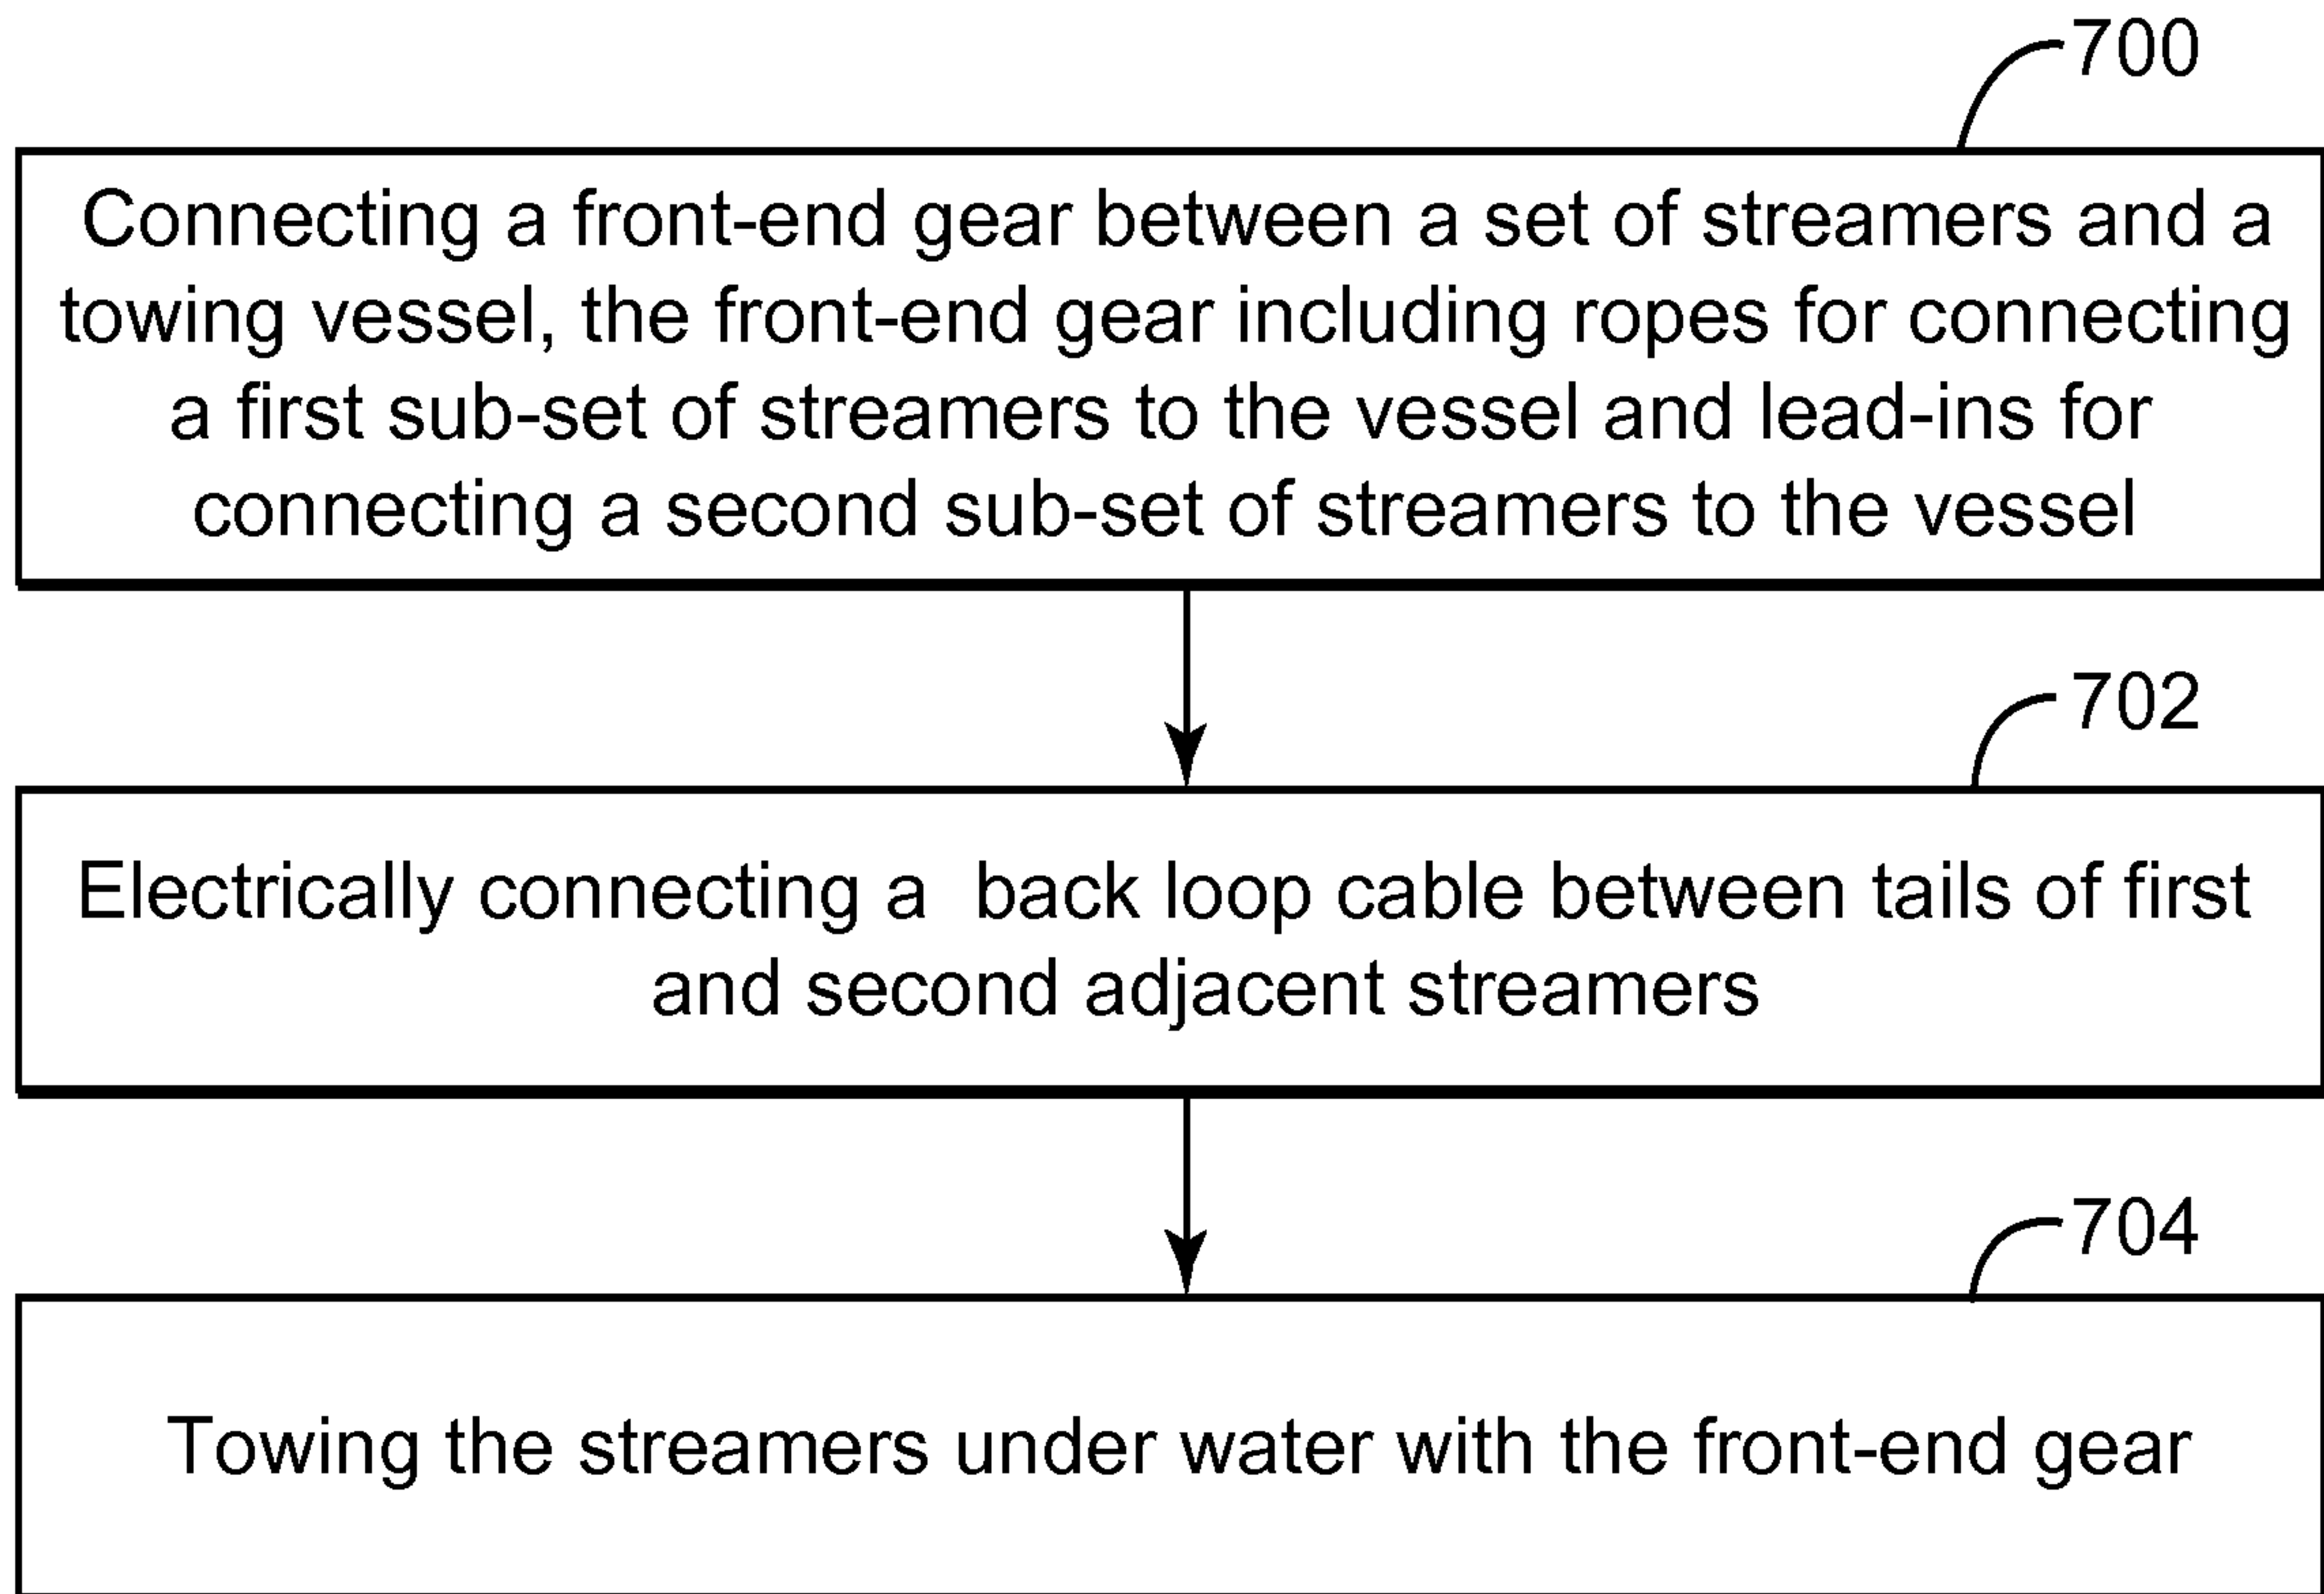 700
Connecting a front-end gear between a set of streamers and a
towing vessel, the front-end gear including ropes for connecting
a first sub-set of streamers to the vessel and lead-ins for
connecting a second sub-set of streamers to the vessel
702
Electrically connecting a  back loop cable between tails of first
and second adjacent streamers
704
Towing the streamers under water with the front-end gear